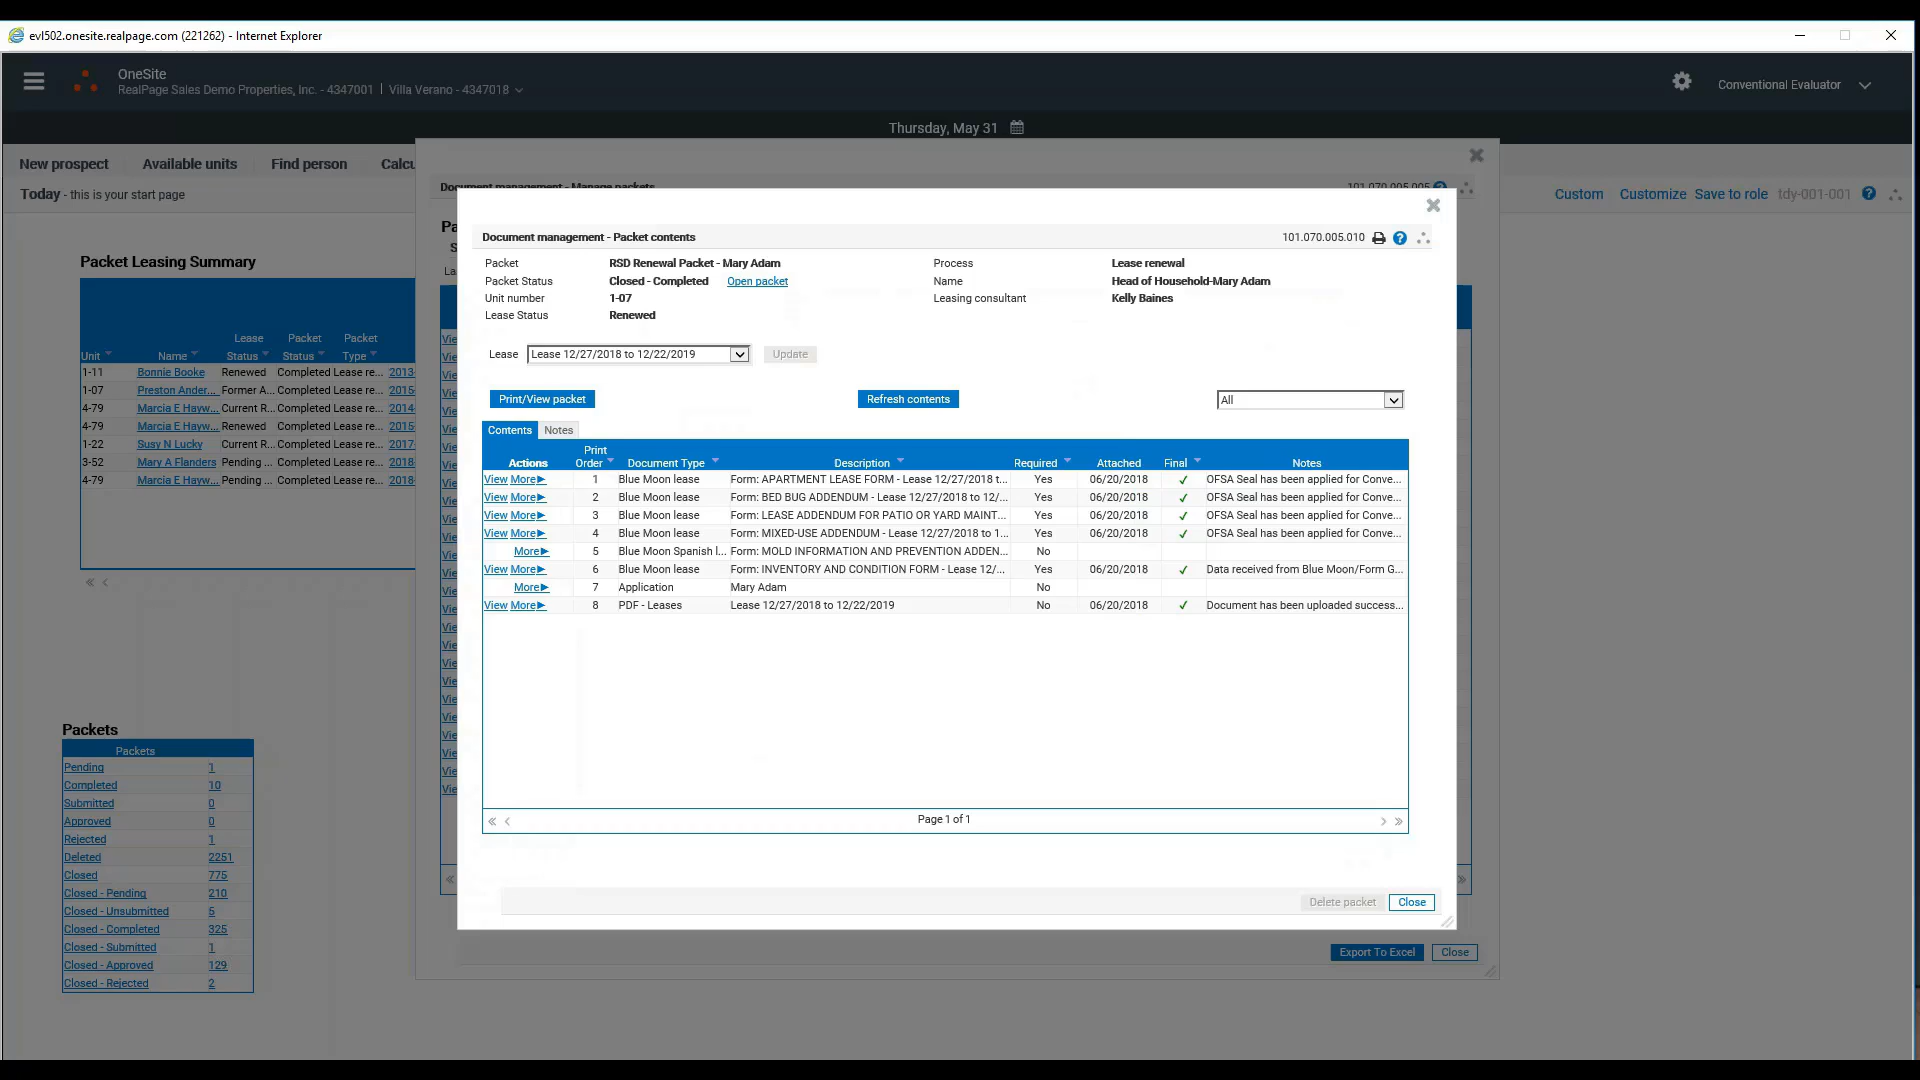 evl502.onesite.realpage.com (221262) - Internet Explorer
OneSite
RealPage Sales Demo Properties, Inc. - 4347001 | Villa Verano - 4347018
Conventional Evaluator
Thursday, May 31
New prospect Available units Find person Calcu
Today - this is your start page
Custom Customize Save to role tdy-001-001
Document management - Manage packets 101.070.005.005
Document management - Packet contents 101.070.005.010
Packet RSD Renewal Packet - Mary Adam Process Lease renewal
Packet Status Closed - Completed Open packet Name Head of Household-Mary Adam
Unit number 1-07 Leasing consultant Kelly Baines
Lease Status Renewed
Lease Lease 12/27/2018 to 12/22/2019 Update
Print/View packet Refresh contents All
Contents Notes
Actions Print Order Document Type Description Required Attached Final Notes
View More 1 Blue Moon lease Form: APARTMENT LEASE FORM - Lease 12/27/2018 t... Yes 06/20/2018 ✓ OFSA Seal has been applied for Conve...
View More 2 Blue Moon lease Form: BED BUG ADDENDUM - Lease 12/27/2018 to 12/... Yes 06/20/2018 ✓ OFSA Seal has been applied for Conve...
View More 3 Blue Moon lease Form: LEASE ADDENDUM FOR PATIO OR YARD MAINT... Yes 06/20/2018 ✓ OFSA Seal has been applied for Conve...
View More 4 Blue Moon lease Form: MIXED-USE ADDENDUM - Lease 12/27/2018 to 1... Yes 06/20/2018 ✓ OFSA Seal has been applied for Conve...
More 5 Blue Moon Spanish l... Form: MOLD INFORMATION AND PREVENTION ADDEN... No
View More 6 Blue Moon lease Form: INVENTORY AND CONDITION FORM - Lease 12/... Yes 06/20/2018 ✓ Data received from Blue Moon/Form G...
More 7 Application Mary Adam No
View More 8 PDF - Leases Lease 12/27/2018 to 12/22/2019 No 06/20/2018 ✓ Document has been uploaded success...
Page 1 of 1
Delete packet Close
Export To Excel Close
Packet Leasing Summary
Unit Name Lease Status Packet Status Packet Type
1-11 Bonnie Booke Renewed Completed Lease re... 2013-
1-07 Preston Ander... Former A... Completed Lease re... 2015-
4-79 Marcia E Hayw... Current R... Completed Lease re... 2014-
4-79 Marcia E Hayw... Renewed Completed Lease re... 2015-
1-22 Susy N Lucky Current R... Completed Lease re... 2017-
3-52 Mary A Flanders Pending ... Completed Lease re... 2018-
4-79 Marcia E Hayw... Pending ... Completed Lease re... 2018-
Packets
Packets
Pending 1
Completed 10
Submitted 0
Approved 0
Rejected 1
Deleted 2251
Closed 775
Closed - Pending 210
Closed - Unsubmitted 5
Closed - Completed 325
Closed - Submitted 1
Closed - Approved 129
Closed - Rejected 2